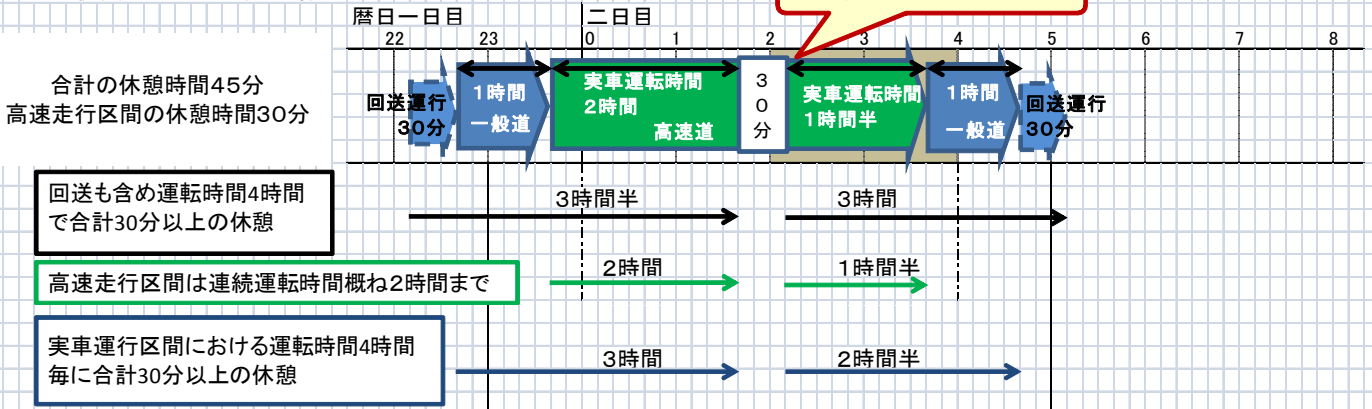 暦日一日目
二日目
22 23 0 1 2 3 4 5 6 7 8
合計の休憩時間45分
高速走行区間の休憩時間30分
回送運行
30分
1時間
一般道
実車運転時間
2時間
高速道
30分
実車運転時間
1時間半
1時間
一般道
回送運行
30分
回送も含め運転時間4時間
で合計30分以上の休憩
3時間半
3時間
高速走行区間は連続運転時間概ね2時間まで
2時間
1時間半
実車運行区間における運転時間4時間
毎に合計30分以上の休憩
3時間
2時間半